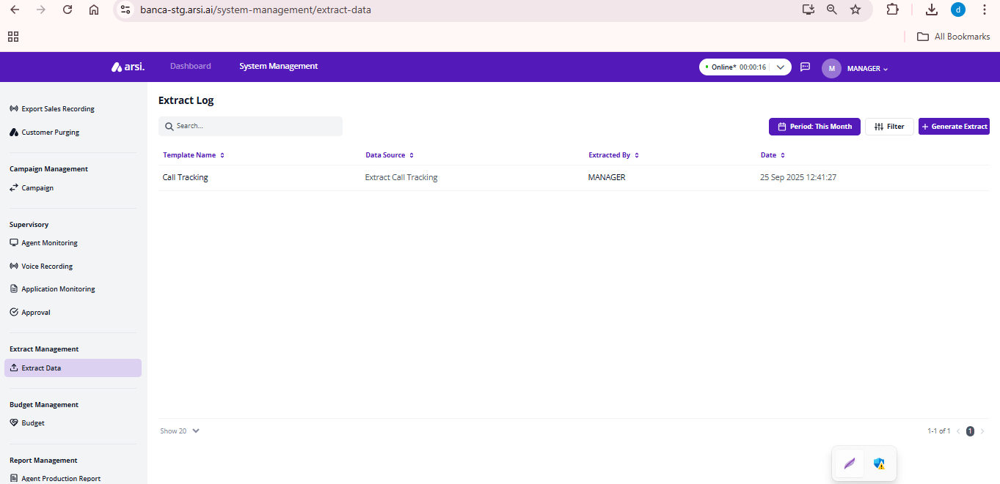 banca-stg.arsi.ai/system-management/extract-data
d
All Bookmarks
arsi.
Dashboard
System Management
Online* 00:00:16
M
MANAGER
Export Sales Recording
Customer Purging
Campaign Management
Campaign
Supervisory
Agent Monitoring
Voice Recording
Application Monitoring
Approval
Extract Management
Extract Data
Budget Management
Budget
Report Management
Agent Production Report
Extract Log
Search...
Period: This Month
Filter
+ Generate Extract
Template Name Data Source Extracted By Date
Call Tracking Extract Call Tracking MANAGER 25 Sep 2025 12:41:27
Show 20
1-1 of 1 < 1 >